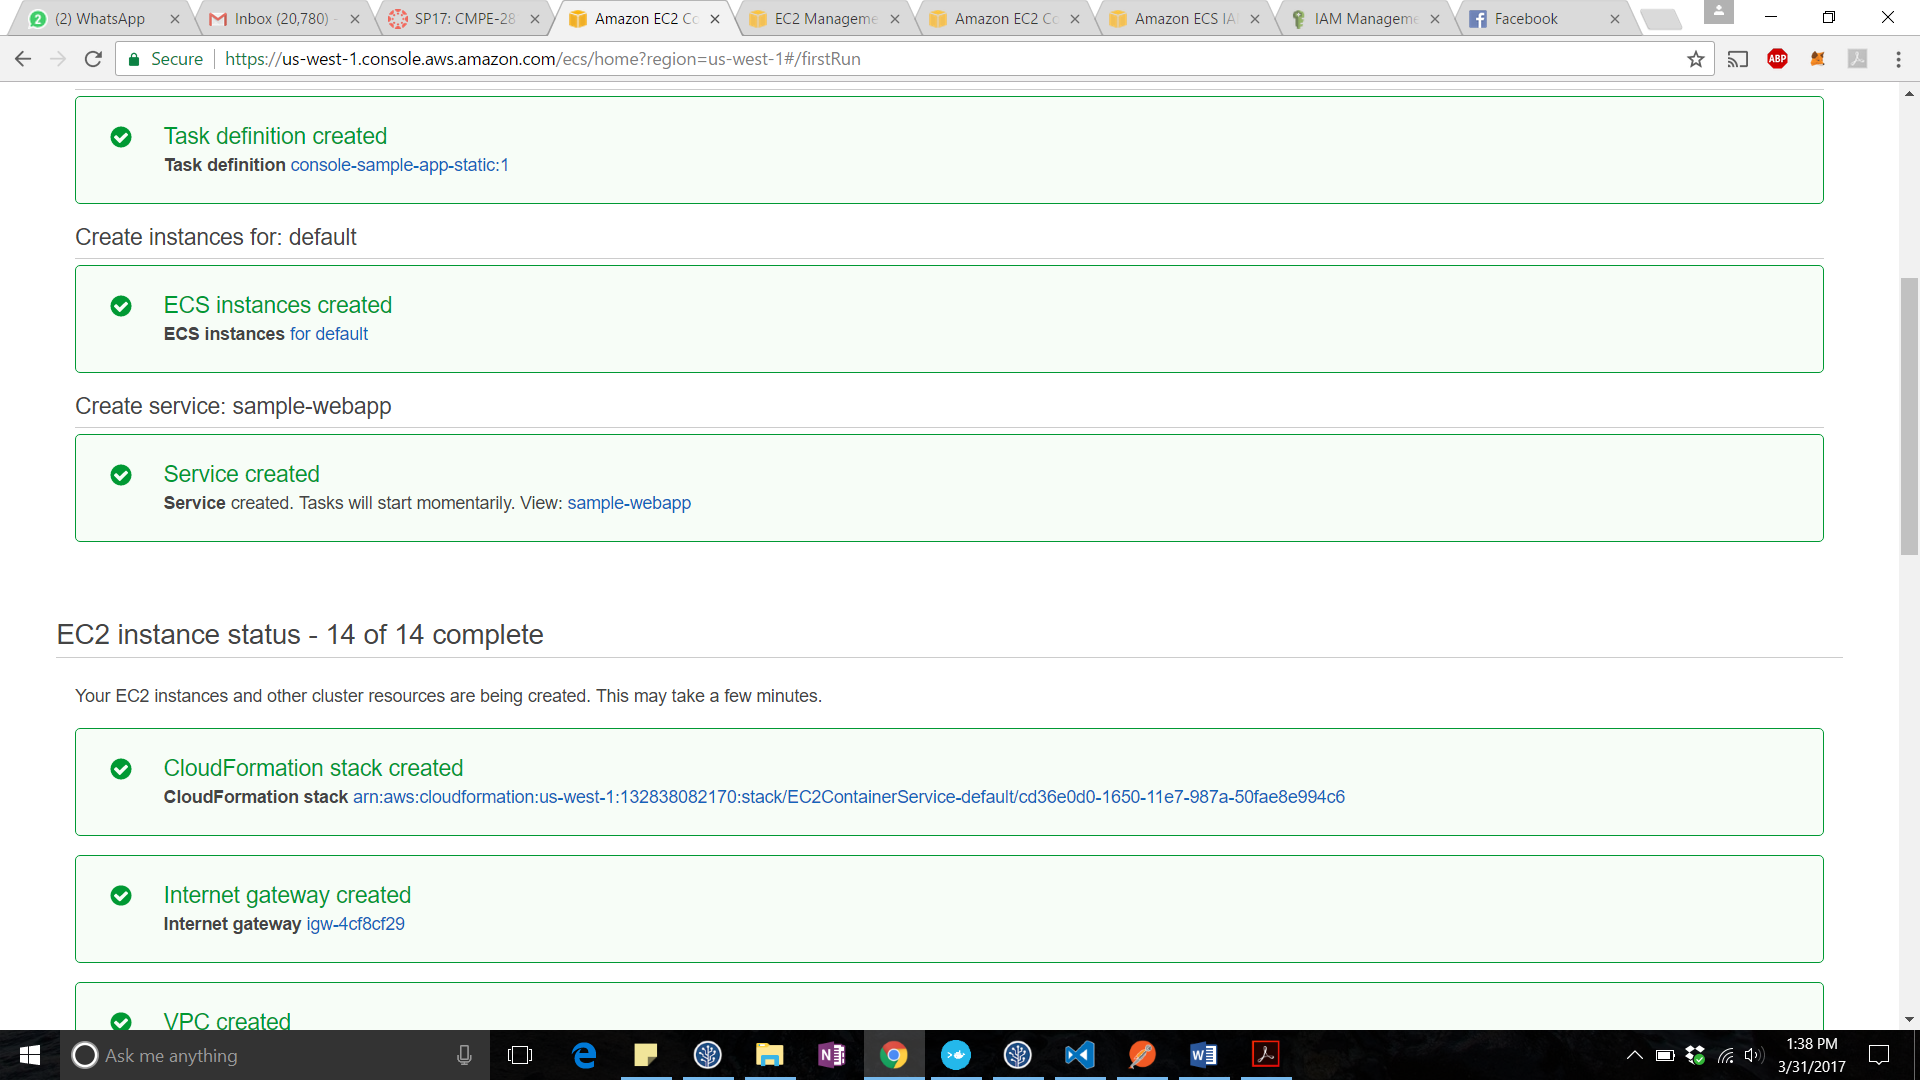 (2) WhatsApp
Inbox (20,780) -
SP17: CMPE-28
Amazon EC2 Co
EC2 Manageme
Amazon EC2 Co
Amazon ECS IA
IAM Manageme
Facebook
Secure
https://us-west-1.console.aws.amazon.com/ecs/home?region=us-west-1#/firstRun
ABP
Task definition created
Task definition console-sample-app-static:1
Create instances for: default
ECS instances created
ECS instances for default
Create service: sample-webapp
Service created
Service created. Tasks will start momentarily. View: sample-webapp
EC2 instance status - 14 of 14 complete
Your EC2 instances and other cluster resources are being created. This may take a few minutes.
CloudFormation stack created
CloudFormation stack arn:aws:cloudformation:us-west-1:132838082170:stack/EC2ContainerService-default/cd36e0d0-1650-11e7-987a-50fae8e994c6
Internet gateway created
Internet gateway igw-4cf8cf29
VPC created
Ask me anything
1:38 PM
3/31/2017